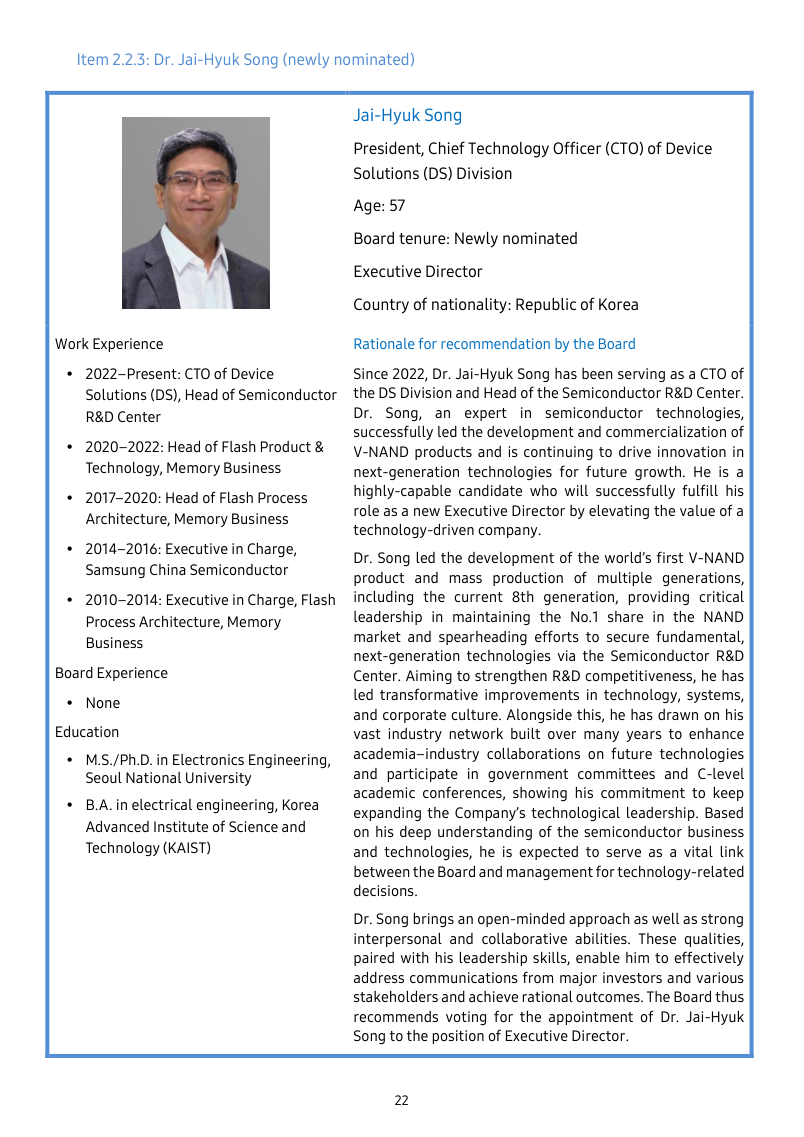 Item 2.2.3: Dr. Jai-Hyuk Song (newly nominated)
Jai-Hyuk Song
President, Chief Technology Officer (CTO) of Device
Solutions (DS) Division
Age: 57
Board tenure: Newly nominated
Executive Director
Country of nationality: Republic of Korea
Work Experience
• 2022–Present: CTO of Device
Solutions (DS), Head of Semiconductor
R&D Center
• 2020–2022: Head of Flash Product &
Technology, Memory Business
• 2017–2020: Head of Flash Process
Architecture, Memory Business
• 2014–2016: Executive in Charge,
Samsung China Semiconductor
• 2010–2014: Executive in Charge, Flash
Process Architecture, Memory
Business
Board Experience
• None
Education
• M.S./Ph.D. in Electronics Engineering,
Seoul National University
• B.A. in electrical engineering, Korea
Advanced Institute of Science and
Technology (KAIST)
Rationale for recommendation by the Board
Since 2022, Dr. Jai-Hyuk Song has been serving as a CTO of
the DS Division and Head of the Semiconductor R&D Center.
Dr. Song, an expert in semiconductor technologies,
successfully led the development and commercialization of
V-NAND products and is continuing to drive innovation in
next-generation technologies for future growth. He is a
highly-capable candidate who will successfully fulfill his
role as a new Executive Director by elevating the value of a
technology-driven company.
Dr. Song led the development of the world's first V-NAND
product and mass production of multiple generations,
including the current 8th generation, providing critical
leadership in maintaining the No.1 share in the NAND
market and spearheading efforts to secure fundamental,
next-generation technologies via the Semiconductor R&D
Center. Aiming to strengthen R&D competitiveness, he has
led transformative improvements in technology, systems,
and corporate culture. Alongside this, he has drawn on his
vast industry network built over many years to enhance
academia–industry collaborations on future technologies
and participate in government committees and C-level
academic conferences, showing his commitment to keep
expanding the Company's technological leadership. Based
on his deep understanding of the semiconductor business
and technologies, he is expected to serve as a vital link
between the Board and management for technology-related
decisions.
Dr. Song brings an open-minded approach as well as strong
interpersonal and collaborative abilities. These qualities,
paired with his leadership skills, enable him to effectively
address communications from major investors and various
stakeholders and achieve rational outcomes. The Board thus
recommends voting for the appointment of Dr. Jai-Hyuk
Song to the position of Executive Director.
22